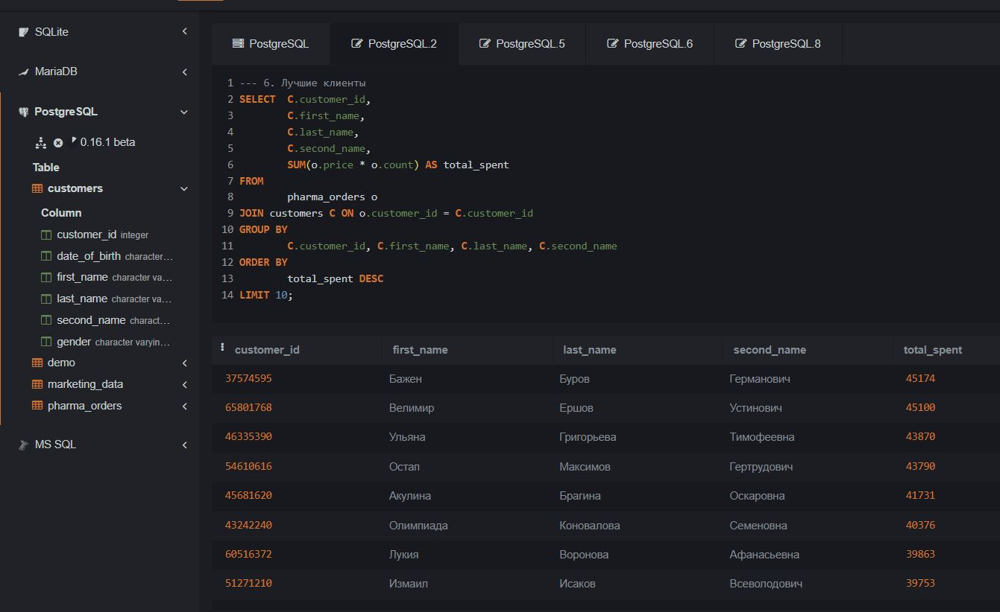 SQLite
MariaDB
PostgreSQL
0.16.1 beta
Table
customers
Column
customer_id integer
date_of_birth character...
first_name character va...
last_name character va...
second_name charact...
gender character varyin...
demo
marketing_data
pharma_orders
MS SQL
PostgreSQL PostgreSQL.2 PostgreSQL.5 PostgreSQL.6 PostgreSQL.8
1 --- 6. Лучшие клиенты
2 SELECT C.customer_id,
3 C.first_name,
4 C.last_name,
5 C.second_name,
6 SUM(o.price * o.count) AS total_spent
7 FROM
8 pharma_orders o
9 JOIN customers C ON o.customer_id = C.customer_id
10 GROUP BY
11 C.customer_id, C.first_name, C.last_name, C.second_name
12 ORDER BY
13 total_spent DESC
14 LIMIT 10;
customer_id first_name last_name second_name total_spent
37574595 Бажен Буров Германович 45174
65801768 Велимир Ершов Устинович 45100
46335390 Ульяна Григорьева Тимофеевна 43870
54610616 Остап Максимов Гертрудович 43790
45681620 Акулина Брагина Оскаровна 41731
43242240 Олимпиада Коновалова Семеновна 40376
60516372 Лукия Воронова Афанасьевна 39863
51271210 Измаил Исаков Всеволодович 39753